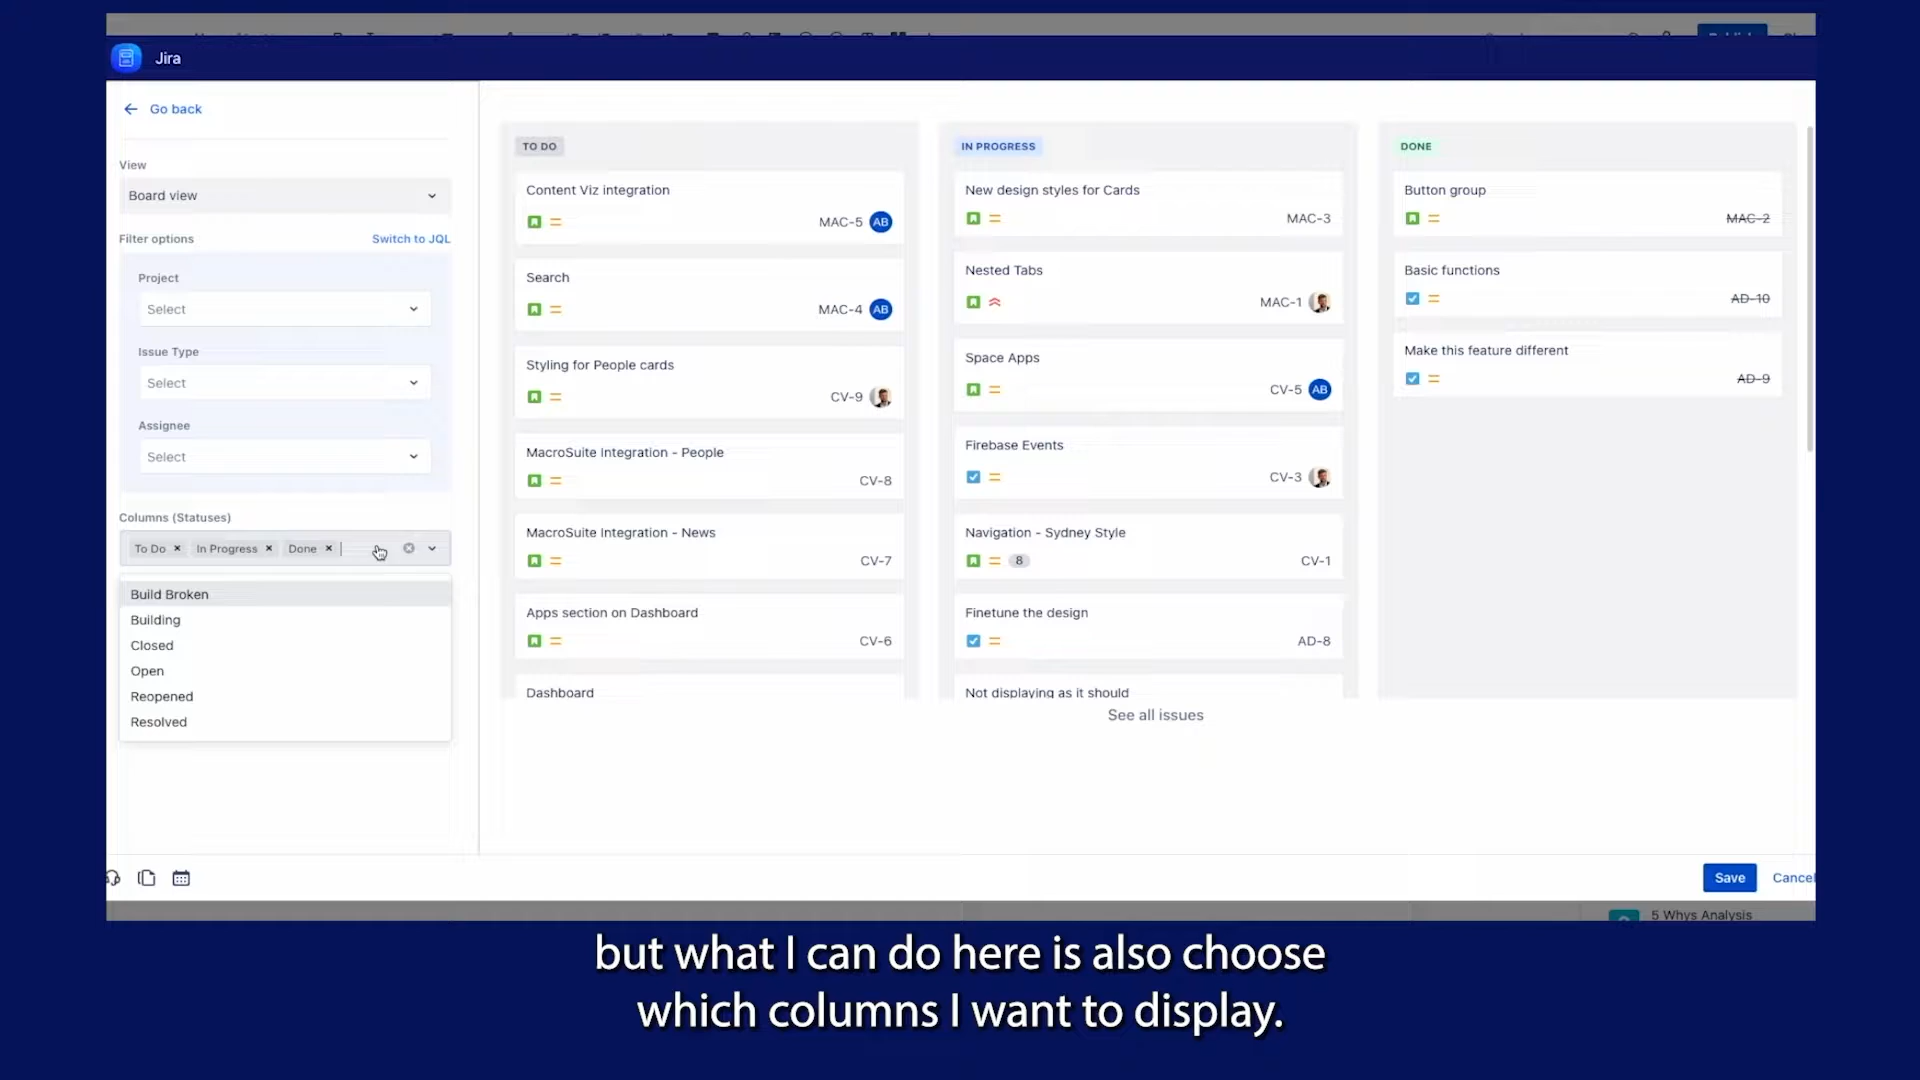 Jira
Go back
View
Board view
Filter options
Switch to JQL
Project
Select
Issue Type
Select
Assignee
Select
Columns (Statuses)
To Do × In Progress × Done ×
Build Broken
Building
Closed
Open
Reopened
Resolved
TO DO
Content Viz integration
MAC-5 AB
Search
MAC-4 AB
Styling for People cards
CV-9
MacroSuite Integration - People
CV-8
MacroSuite Integration - News
CV-7
Apps section on Dashboard
CV-6
Dashboard
IN PROGRESS
New design styles for Cards
MAC-3
Nested Tabs
MAC-1
Space Apps
CV-5 AB
Firebase Events
CV-3
Navigation - Sydney Style
8 CV-1
Finetune the design
AD-8
Not displaying as it should
DONE
Button group
MAC-2
Basic functions
AD-10
Make this feature different
AD-9
See all issues
Save
Cancel
5 Whys Analysis
but what I can do here is also choose
which columns I want to display.